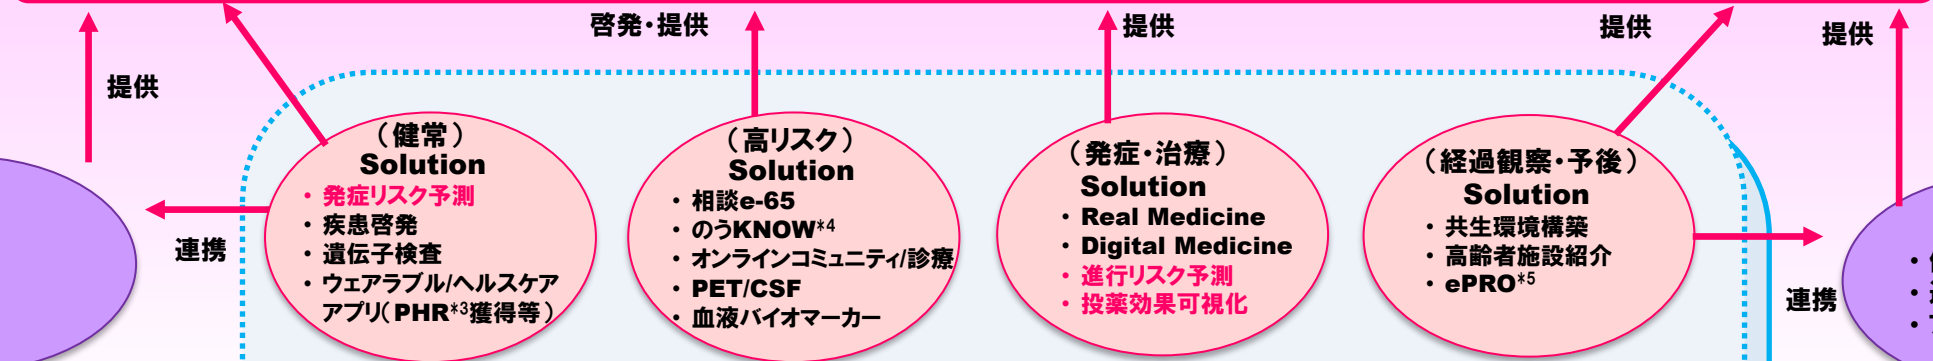 啓発・提供
提供
提供
提供
提供
（健常）
Solution
・発症リスク予測
・疾患啓発
・遺伝子検査
・ウェアラブル/ヘルスケア
アプリ（PHR*3獲得等）
（高リスク）
Solution
・相談e-65
・のうKNOW*4
・オンラインコミュニティ/診療
・PET/CSF
・血液バイオマーカー
（発症・治療）
Solution
・Real Medicine
・Digital Medicine
・進行リスク予測
・投薬効果可視化
（経過観察・予後）
Solution
・共生環境構築
・高齢者施設紹介
・ePRO*5
連携
連携